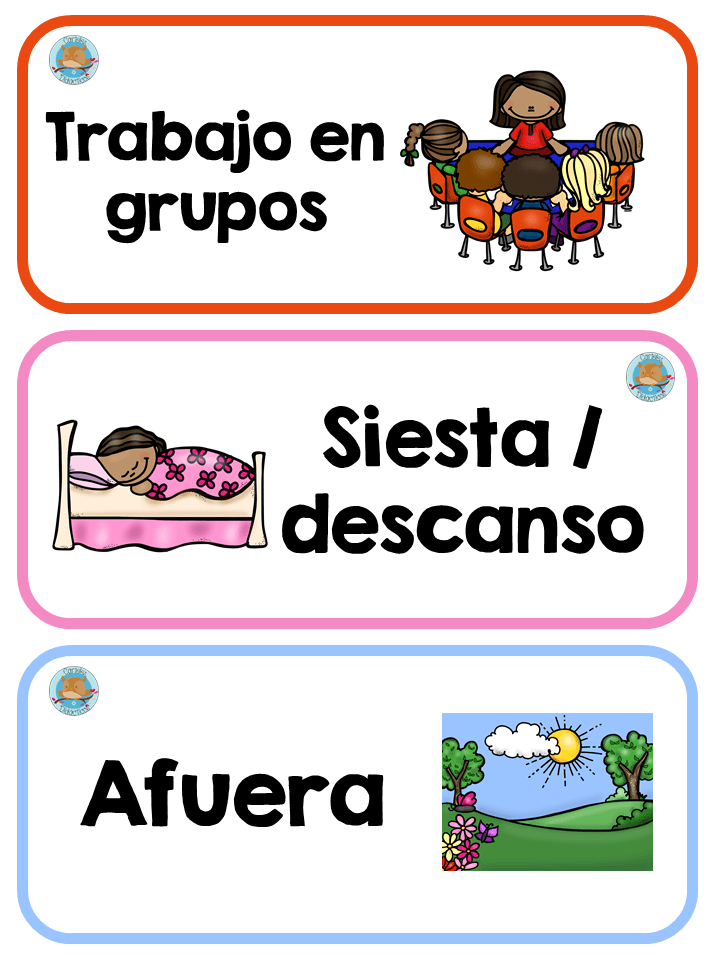 Trabajo en
grupos
Siesta /
descanso
Afuera